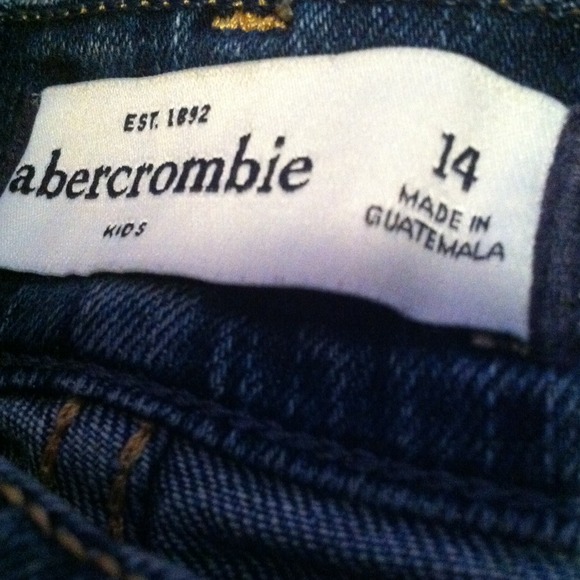 EST. 1892
abercrombie
KIDS
14
MADE IN
GUATEMALA